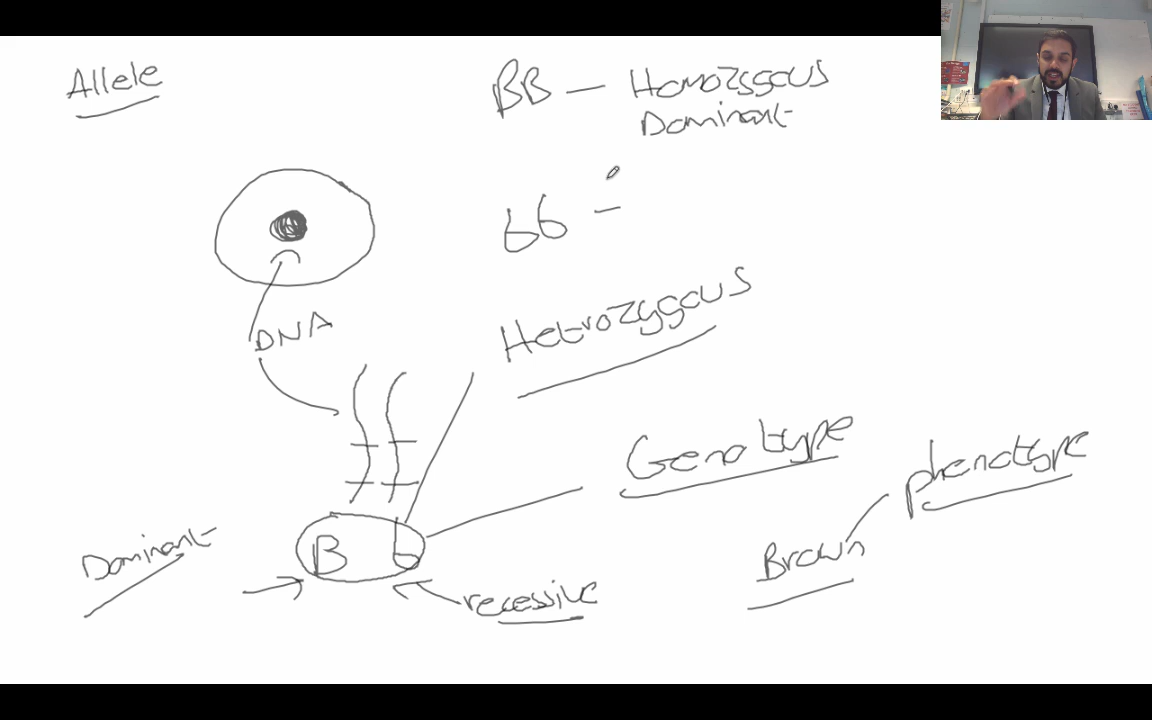 Allele
BB - Homozygous
Dominant
bb -
Hetrozygous
DNA
Genotype
phenotype
Dominant
B b
Brown
recessive